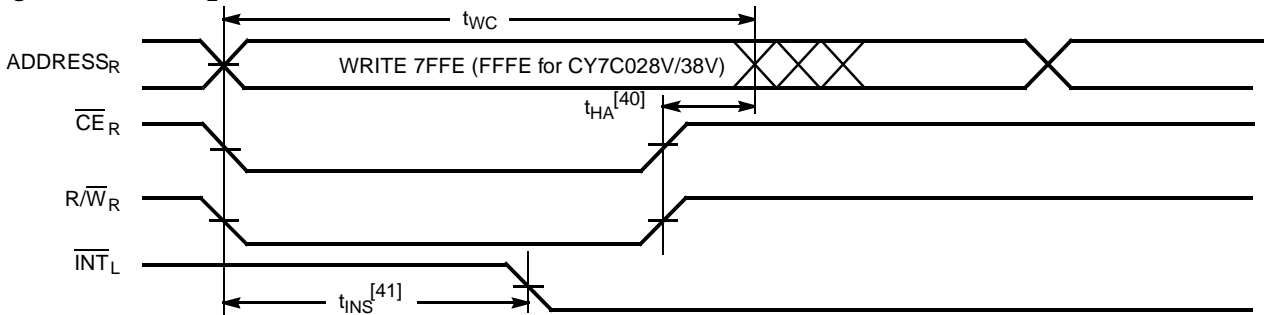 t_WC
ADDRESS_R
WRITE 7FFE (FFFE for CY7C028V/38V)
t_HA[40]
CE_R
R/W_R
INT_L
t_INS[41]